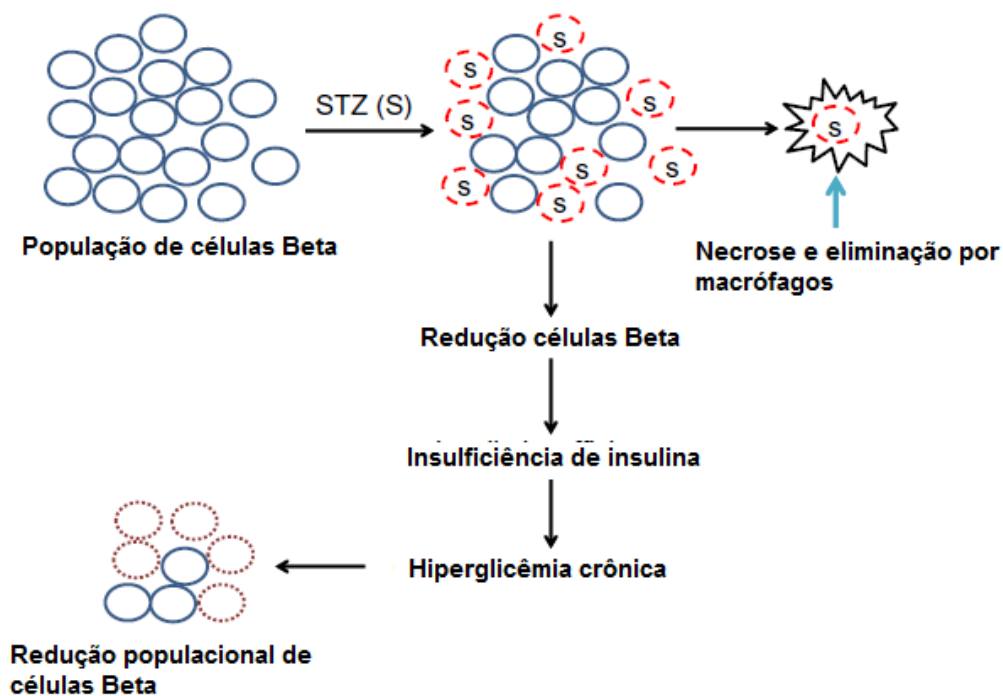 STZ (S)
S
S
S
S
S
S
S
S
S
População de células Beta
Necrose e eliminação por
macrófagos
Redução células Beta
Insulficiência de insulina
Hiperglicêmia crônica
Redução populacional de
células Beta